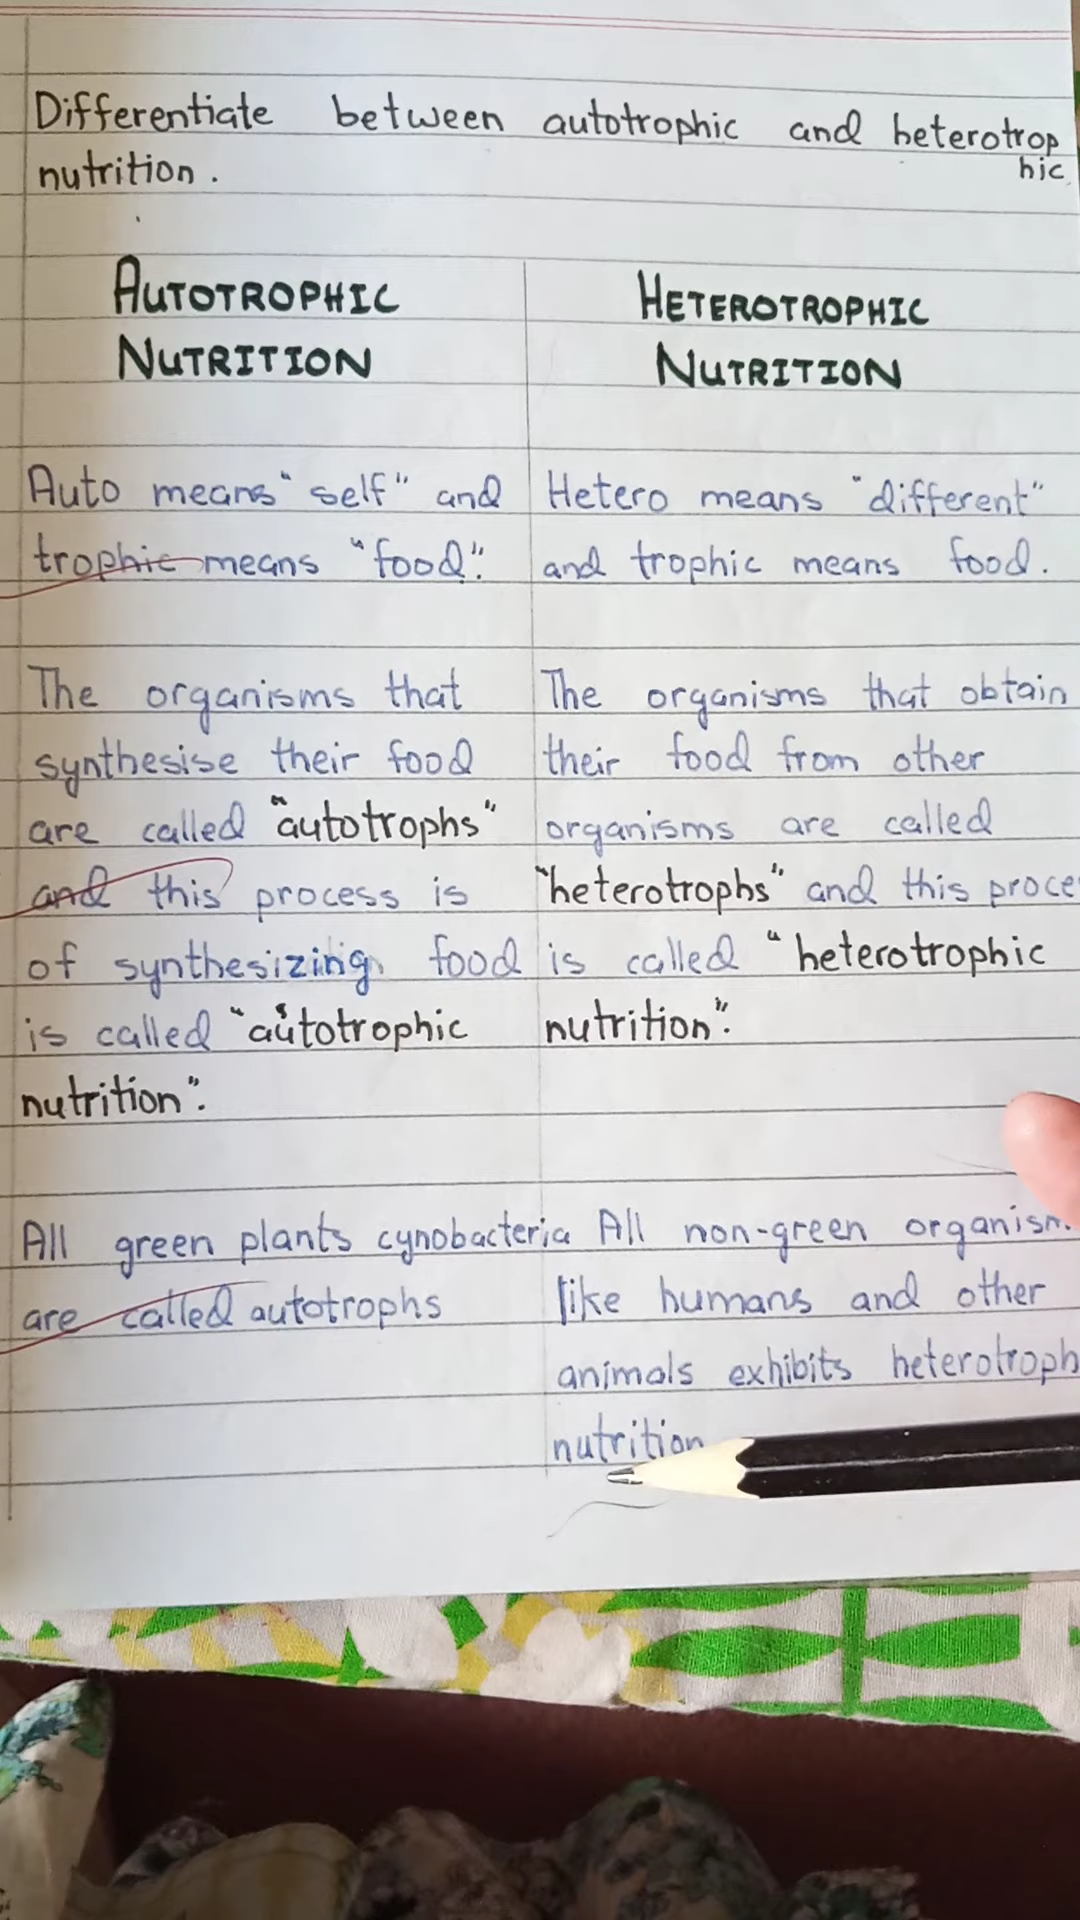 Differentiate between autotrophic and heterotrop
hic
nutrition.
AUTOTROPHIC
NUTRITION
Auto means "self" and
trophic means "food".
The organisms that
synthesise their food
are called "autotrophs"
and this process is
of synthesizing food
is called "autotrophic
nutrition".
All green plants cynobacteria
are called autotrophs
HETEROTROPHIC
NUTRITION
Hetero means "different"
and trophic means food.
The organisms that obtain
their food from other
organisms are called
"heterotrophs" and this proce
is called "heterotrophic
nutrition".
All non-green organism
like humans and other
animals exhibits heterotroph
nutrition